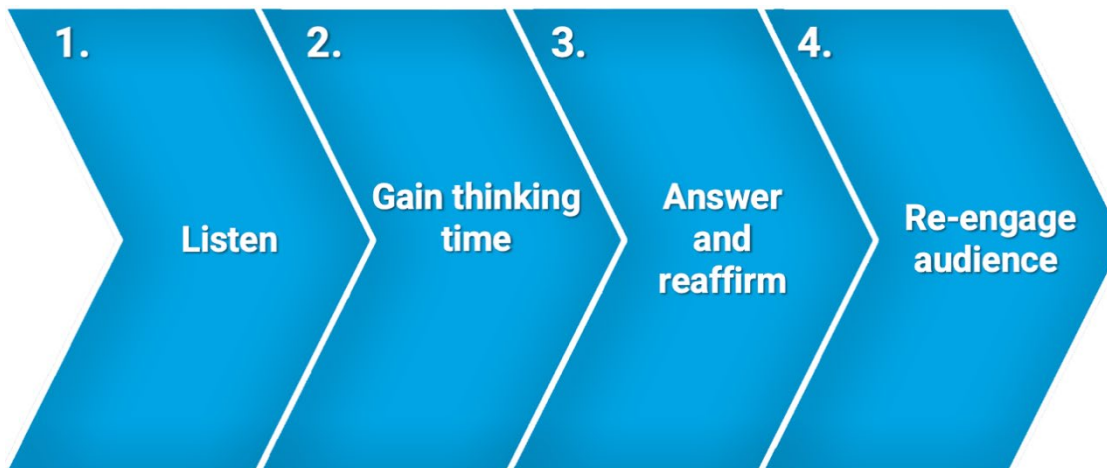 1.
Listen
2.
Gain thinking
time
3.
Answer
and
reaffirm
4.
Re-engage
audience